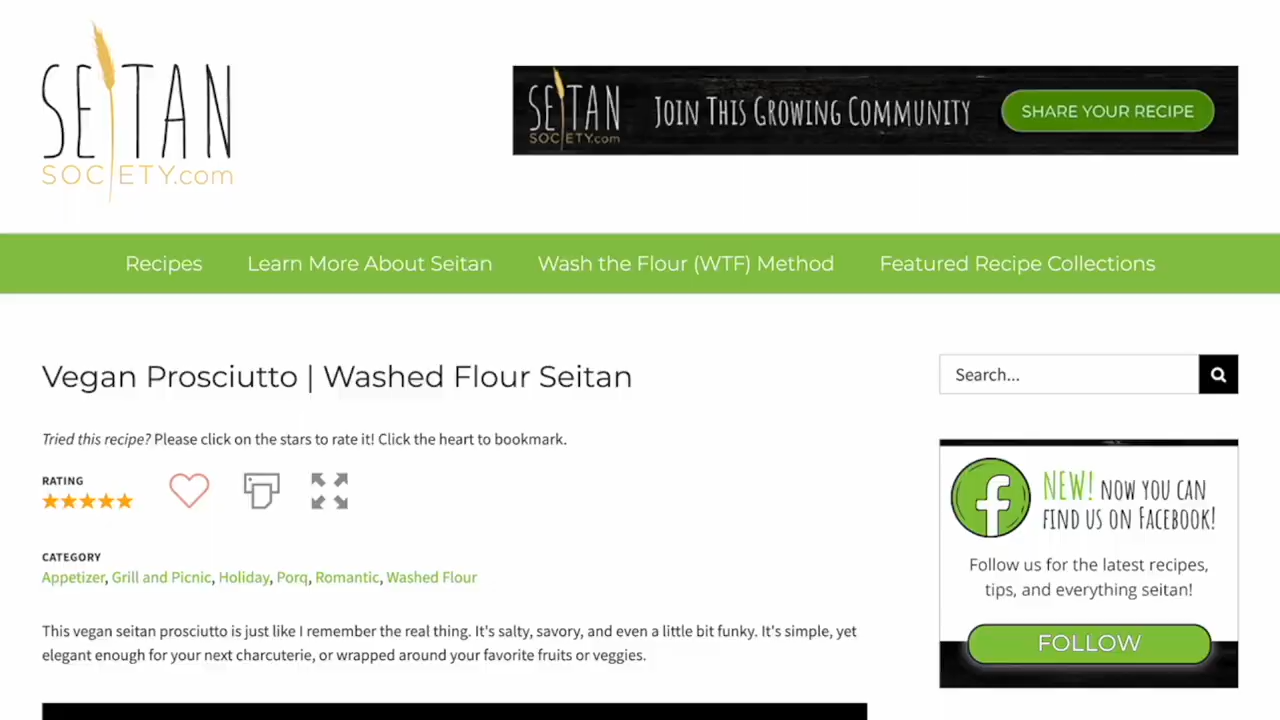 SEITAN
SOCIETY.com
SEITAN
SOCIETY.com
JOIN THIS GROWING COMMUNITY
SHARE YOUR RECIPE
Recipes
Learn More About Seitan
Wash the Flour (WTF) Method
Featured Recipe Collections
Vegan Prosciutto | Washed Flour Seitan
Search...
Tried this recipe? Please click on the stars to rate it! Click the heart to bookmark.
RATING
CATEGORY
Appetizer, Grill and Picnic, Holiday, Porq, Romantic, Washed Flour
This vegan seitan prosciutto is just like I remember the real thing. It's salty, savory, and even a little bit funky. It's simple, yet
elegant enough for your next charcuterie, or wrapped around your favorite fruits or veggies.
NEW! NOW YOU CAN
FIND US ON FACEBOOK!
Follow us for the latest recipes,
tips, and everything seitan!
FOLLOW